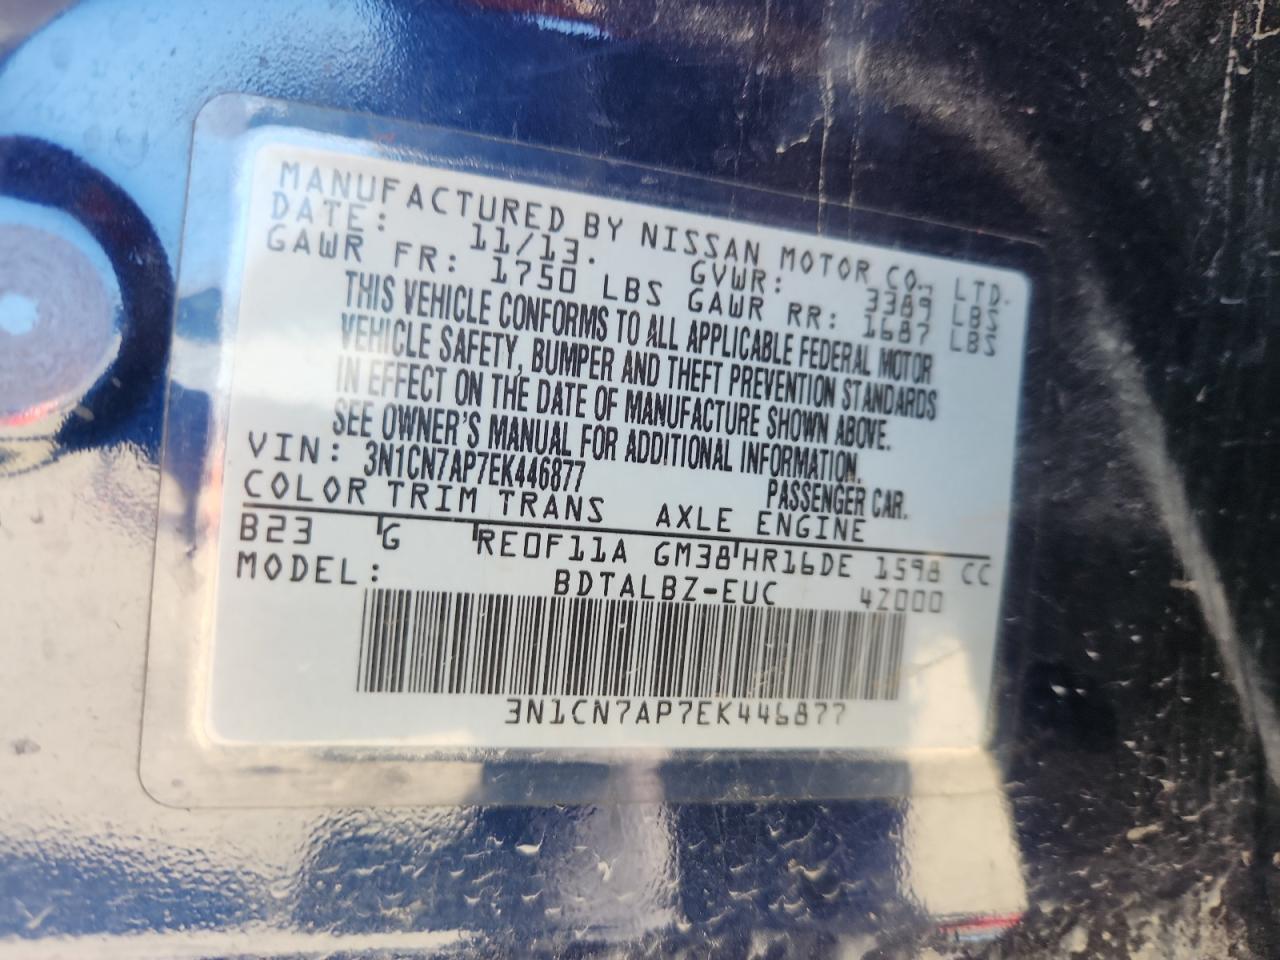 MANUFACTURED BY NISSAN MOTOR CO., LTD.
DATE: 11/13. GVWR: 3389 LBS
GAWR FR: 1750 LBS GAWR RR: 1687 LBS
THIS VEHICLE CONFORMS TO ALL APPLICABLE FEDERAL MOTOR
VEHICLE SAFETY, BUMPER AND THEFT PREVENTION STANDARDS
IN EFFECT ON THE DATE OF MANUFACTURE SHOWN ABOVE.
SEE OWNER'S MANUAL FOR ADDITIONAL INFORMATION.
VIN: 3N1CN7AP7EK446877 PASSENGER CAR.
COLOR TRIM TRANS AXLE ENGINE
B23 G RE0F11A GM38 HR16DE 1598 CC
MODEL: BDTALBZ-EUC 4Z000
3N1CN7AP7EK446877